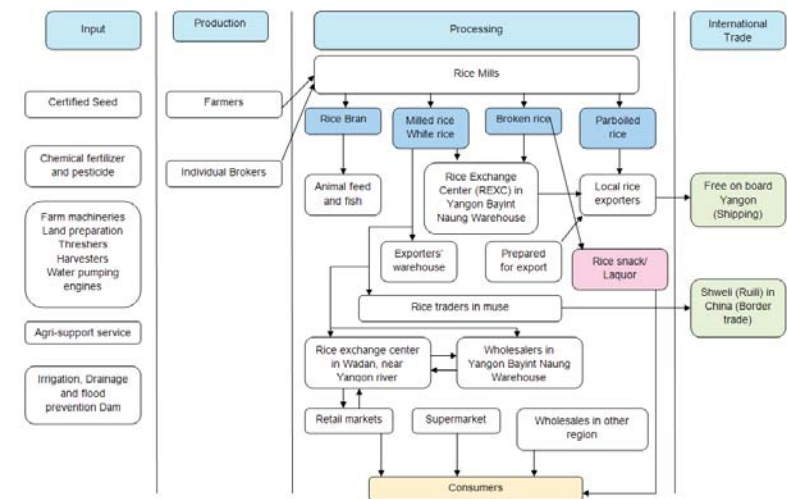 Input
Production
Processing
International
Trade
Rice Mills
Certified Seed
Farmers
Rice Bran
Milled rice
White rice
Broken rice
Parboiled
rice
Chemical fertilizer
and pesticide
Individual Brokers
Animal feed
and fish
Rice Exchange
Center (REXC) in
Yangon Bayint
Naung Warehouse
Local rice
exporters
Free on board
Yangon
(Shipping)
Farm machineries
Land preparation
Threshers
Harvesters
Water pumping
engines
Exporters'
warehouse
Prepared
for export
Rice snack/
Laquor
Rice traders in muse
Shweli (Ruili) in
China (Border
trade)
Agri-support service
Rice exchange center
in Wadan, near
Yangon river
Wholesalers in
Yangon Bayint Naung
Warehouse
Irrigation, Drainage
and flood
prevention Dam
Retail markets
Supermarket
Wholesales in other
region
Consumers